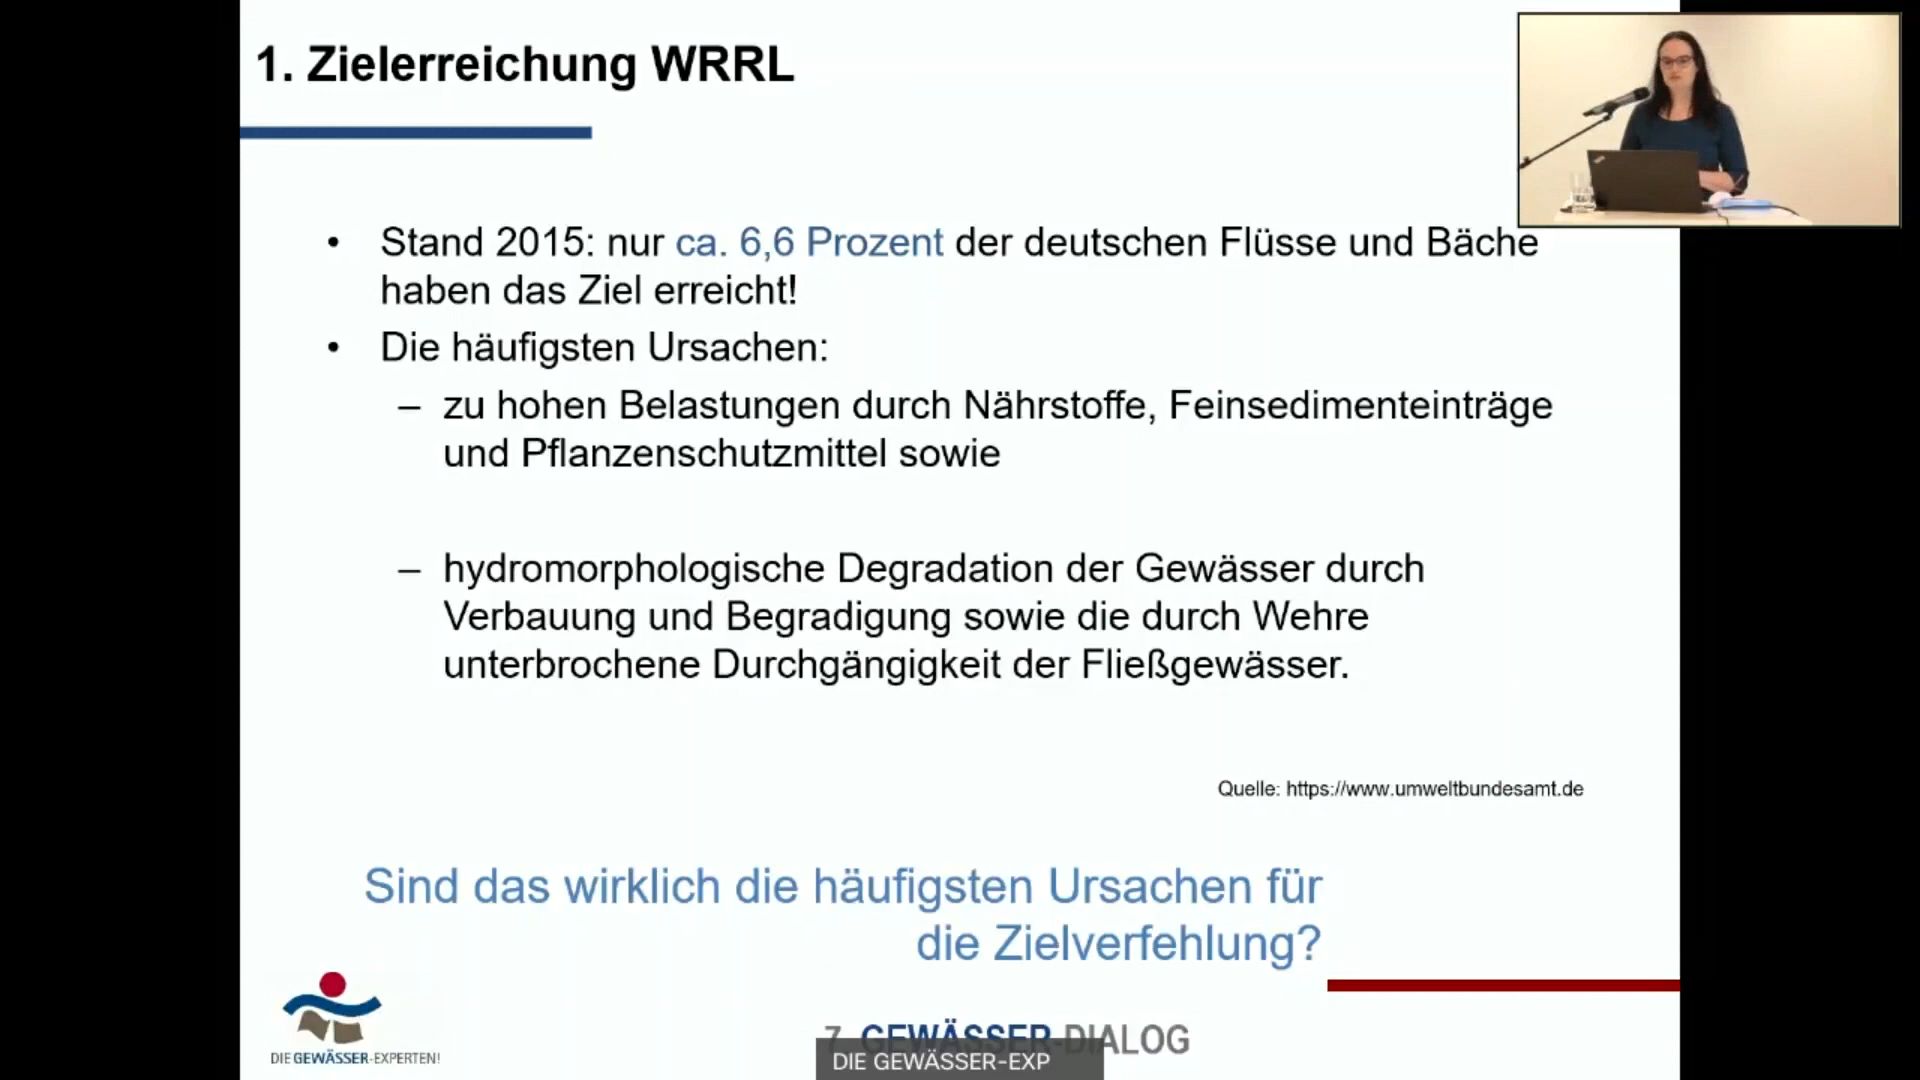 1. Zielerreichung WRRL
• Stand 2015: nur ca. 6,6 Prozent der deutschen Flüsse und Bäche
haben das Ziel erreicht!
• Die häufigsten Ursachen:
– zu hohen Belastungen durch Nährstoffe, Feinsedimenteinträge
und Pflanzenschutzmittel sowie
– hydromorphologische Degradation der Gewässer durch
Verbauung und Begradigung sowie die durch Wehre
unterbrochene Durchgängigkeit der Fließgewässer.
Quelle: https://www.umweltbundesamt.de
Sind das wirklich die häufigsten Ursachen für
die Zielverfehlung?
DIE GEWÄSSER-EXPERTEN!
7. GEWÄSSER-DIALOG
DIE GEWÄSSER-EXP